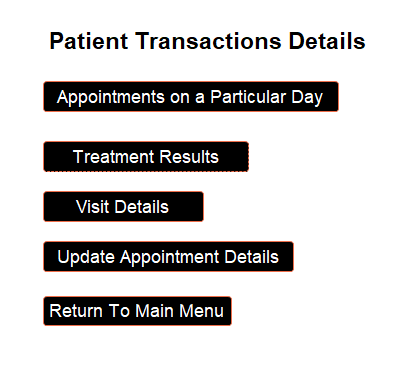 Patient Transactions Details
Appointments on a Particular Day
Treatment Results
Visit Details
Update Appointment Details
Return To Main Menu